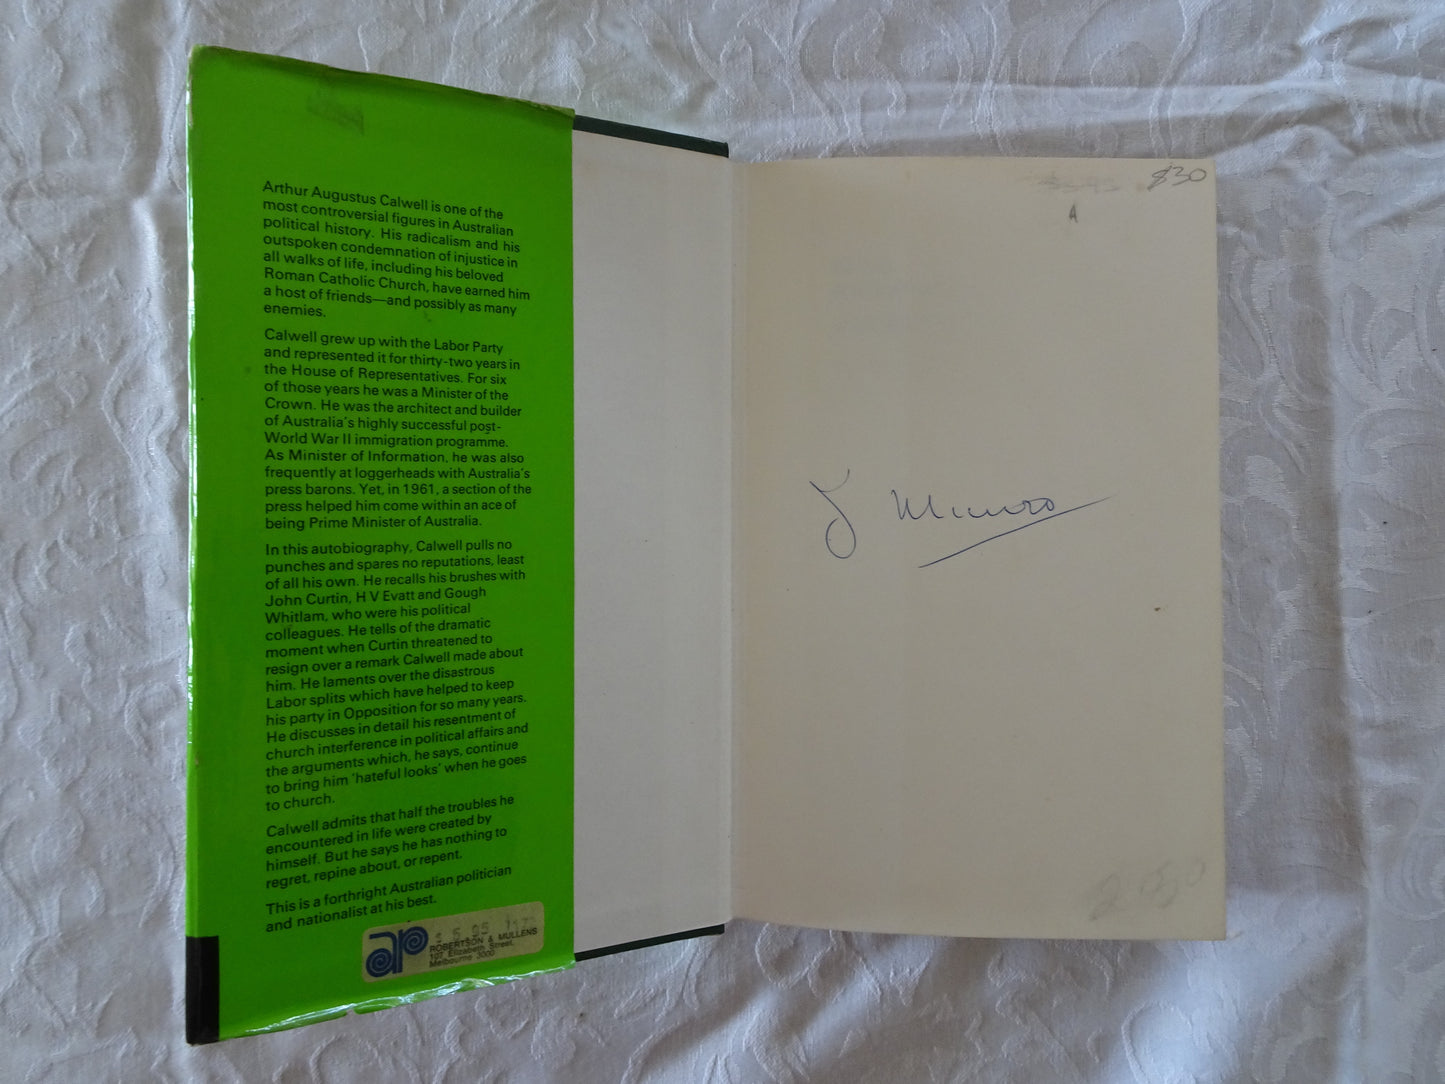 Arthur Augustus Calwell is one of the
most controversial figures in Australian
political history. His radicalism and his
outspoken condemnation of injustice in
all walks of life, including his beloved
Roman Catholic Church, have earned him
a host of friends—and possibly as many
enemies.
Calwell grew up with the Labor Party
and represented it for thirty-two years in
the House of Representatives. For six
of those years he was a Minister of the
Crown. He was the architect and builder
of Australia's highly successful post-
World War II immigration programme.
As Minister of Information, he was also
frequently at loggerheads with Australia's
press barons. Yet, in 1961, a section of the
press helped him come within an ace of
being Prime Minister of Australia.
In this autobiography, Calwell pulls no
punches and spares no reputations, least
of all his own. He recalls his brushes with
John Curtin, H V Evatt and Gough
Whitlam, who were his political
colleagues. He tells of the dramatic
moment when Curtin threatened to
resign over a remark Calwell made about
him. He laments over the disastrous
Labor splits which have helped to keep
his party in Opposition for so many years.
He discusses in detail his resentment of
church interference in political affairs and
the arguments which, he says, continue
to bring him 'hateful looks' when he goes
to church.
Calwell admits that half the troubles he
encountered in life were created by
himself. But he says he has nothing to
regret, repine about, or repent.
This is a forthright Australian politician
and nationalist at his best.
ROBERTSON & MULLENS
107 Elizabeth Street,
Melbourne 3000
$30
A
J Munro